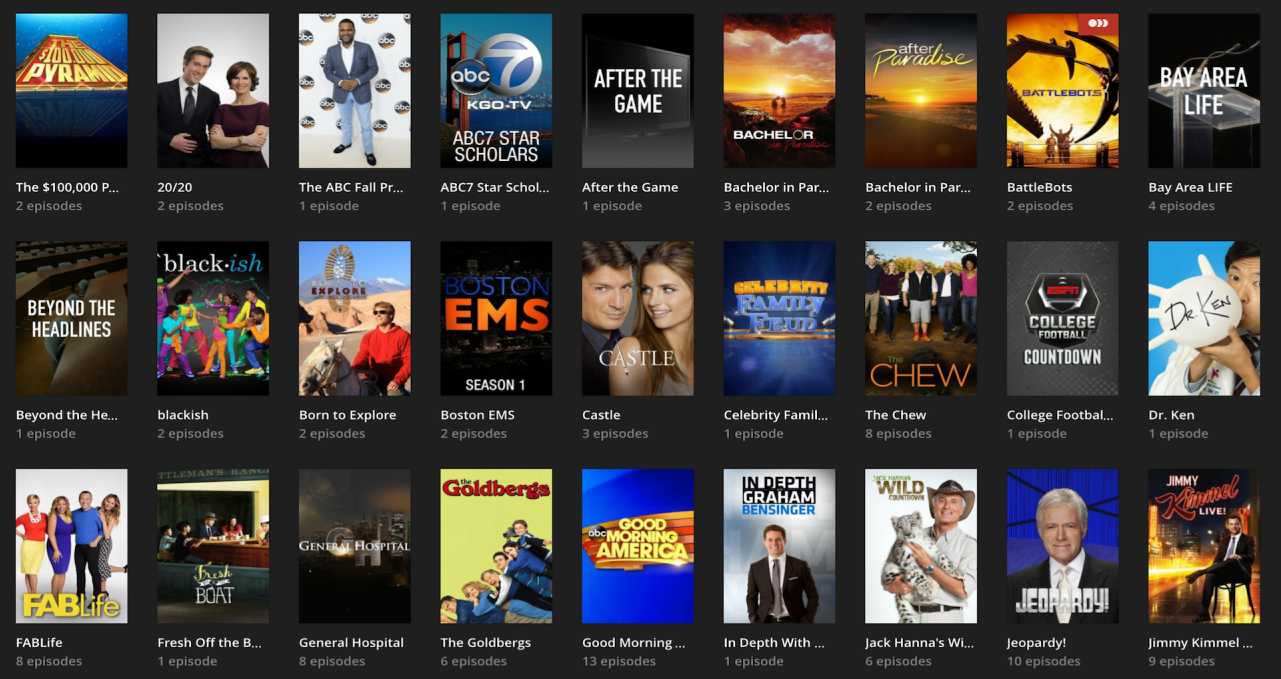 THE
$100,000
PYRAMID
abc
abc
abc
abc
abc
7
KGO-TV
ABC7 STAR
SCHOLARS
AFTER THE
GAME
BACHELOR
in Paradise
after
Paradise
BATTLEBOTS
BAY AREA
LIFE
The $100,000 P...
20/20
The ABC Fall Pr...
ABC7 Star Schol...
After the Game
Bachelor in Par...
Bachelor in Par...
BattleBots
Bay Area LIFE
2 episodes
2 episodes
1 episode
1 episode
1 episode
3 episodes
2 episodes
2 episodes
4 episodes
BEYOND THE
HEADLINES
black-ish
BORN TO
EXPLORE
BOSTON
EMS
SEASON 1
CASTLE
CELEBRITY
FAMILY
FEUD
The
CHEW
ESPN
COLLEGE
FOOTBALL
COUNTDOWN
DR. KEN
Beyond the He...
blackish
Born to Explore
Boston EMS
Castle
Celebrity Famil...
The Chew
College Footbal...
Dr. Ken
1 episode
2 episodes
2 episodes
2 episodes
3 episodes
1 episode
8 episodes
1 episode
1 episode
FABLife
TTLEMAN'S RANC
Fresh
off the
BOAT
GENERAL HOSPITAL
the
Goldbergs
abc
GOOD
MORNING
AMERICA
IN DEPTH
GRAHAM
BENSINGER
JACK HANNA'S
WILD
COUNTDOWN
JEOPARDY!
JIMMY
Kimmel
LIVE!
FABLife
Fresh Off the B...
General Hospital
The Goldbergs
Good Morning ...
In Depth With ...
Jack Hanna's Wi...
Jeopardy!
Jimmy Kimmel ...
8 episodes
1 episode
8 episodes
6 episodes
13 episodes
1 episode
6 episodes
10 episodes
9 episodes